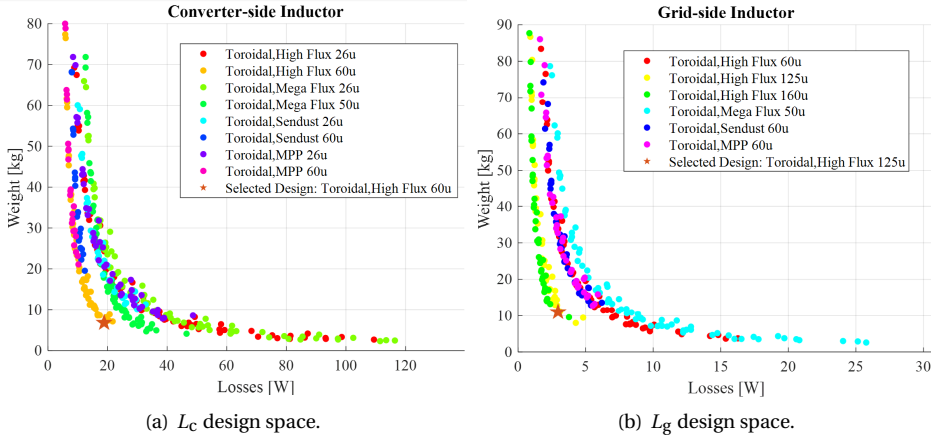 Converter-side Inductor
80
70
60
50
40
30
20
10
0
Weight [kg]
Toroidal,High Flux 26u
Toroidal,High Flux 60u
Toroidal,Mega Flux 26u
Toroidal,Mega Flux 50u
Toroidal,Sendust 26u
Toroidal,Sendust 60u
Toroidal,MPP 26u
Toroidal,MPP 60u
Selected Design: Toroidal,High Flux 60u
0 20 40 60 80 100 120
Losses [W]
(a) Lc design space.
Grid-side Inductor
90
80
70
60
50
40
30
20
10
0
Weight [kg]
Toroidal,High Flux 60u
Toroidal,High Flux 125u
Toroidal,High Flux 160u
Toroidal,Mega Flux 50u
Toroidal,Sendust 60u
Toroidal,MPP 60u
Selected Design: Toroidal,High Flux 125u
0 5 10 15 20 25 30
Losses [W]
(b) Lg design space.